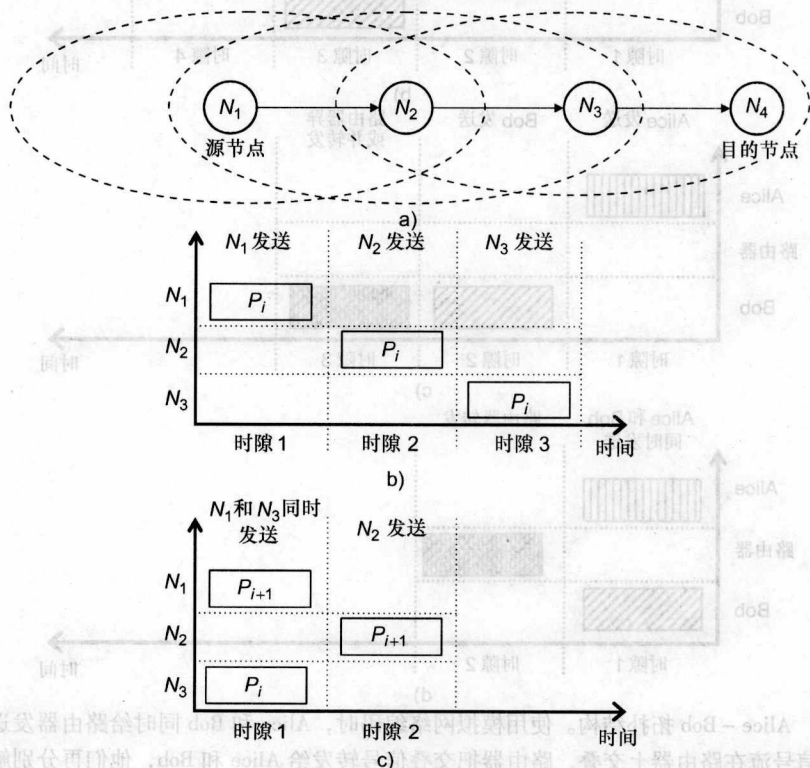 N₁
N₂
N₃
N₄
源节点
目的节点
a)
N₁ 发送
N₂ 发送
N₃ 发送
N₁
Pᵢ
N₂
Pᵢ
N₃
Pᵢ
时隙 1
时隙 2
时隙 3
时间
b)
N₁和 N₃同时
发送
N₂ 发送
N₁
Pᵢ₊₁
N₂
Pᵢ₊₁
N₃
Pᵢ
时隙 1
时隙 2
时间
c)